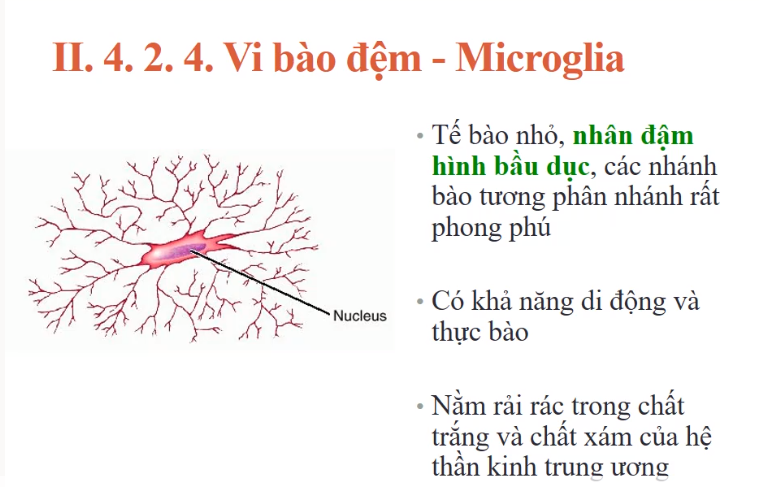 II. 4. 2. 4. Vi bào đệm - Microglia
• Tế bào nhỏ, nhân đậm
hình bầu dục, các nhánh
bào tương phân nhánh rất
phong phú
• Có khả năng di động và
thực bào
• Nằm rải rác trong chất
trắng và chất xám của hệ
thần kinh trung ương
Nucleus